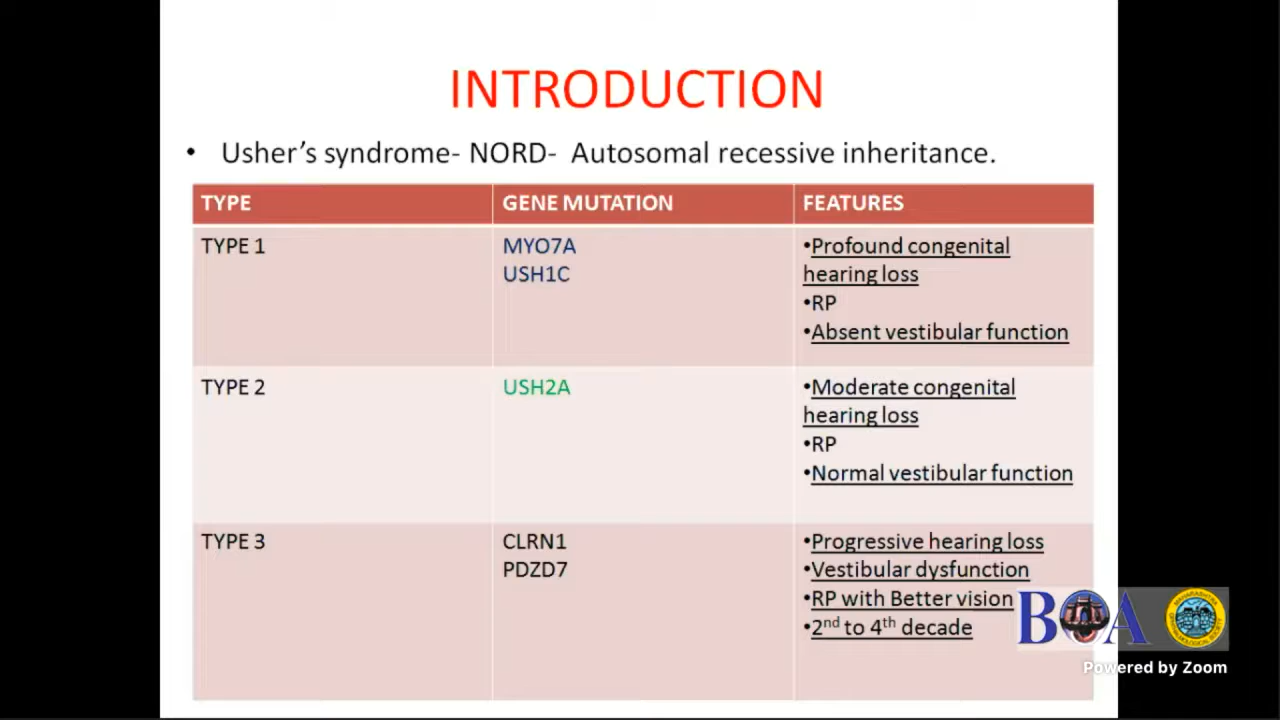 INTRODUCTION
• Usher's syndrome- NORD- Autosomal recessive inheritance.
TYPE GENE MUTATION FEATURES
TYPE 1
MYO7A
USH1C
•Profound congenital
hearing loss
•RP
•Absent vestibular function
TYPE 2
USH2A
•Moderate congenital
hearing loss
•RP
•Normal vestibular function
TYPE 3
CLRN1
PDZD7
•Progressive hearing loss
•Vestibular dysfunction
•RP with Better vision
•2nd to 4th decade
BOA
Powered by Zoom